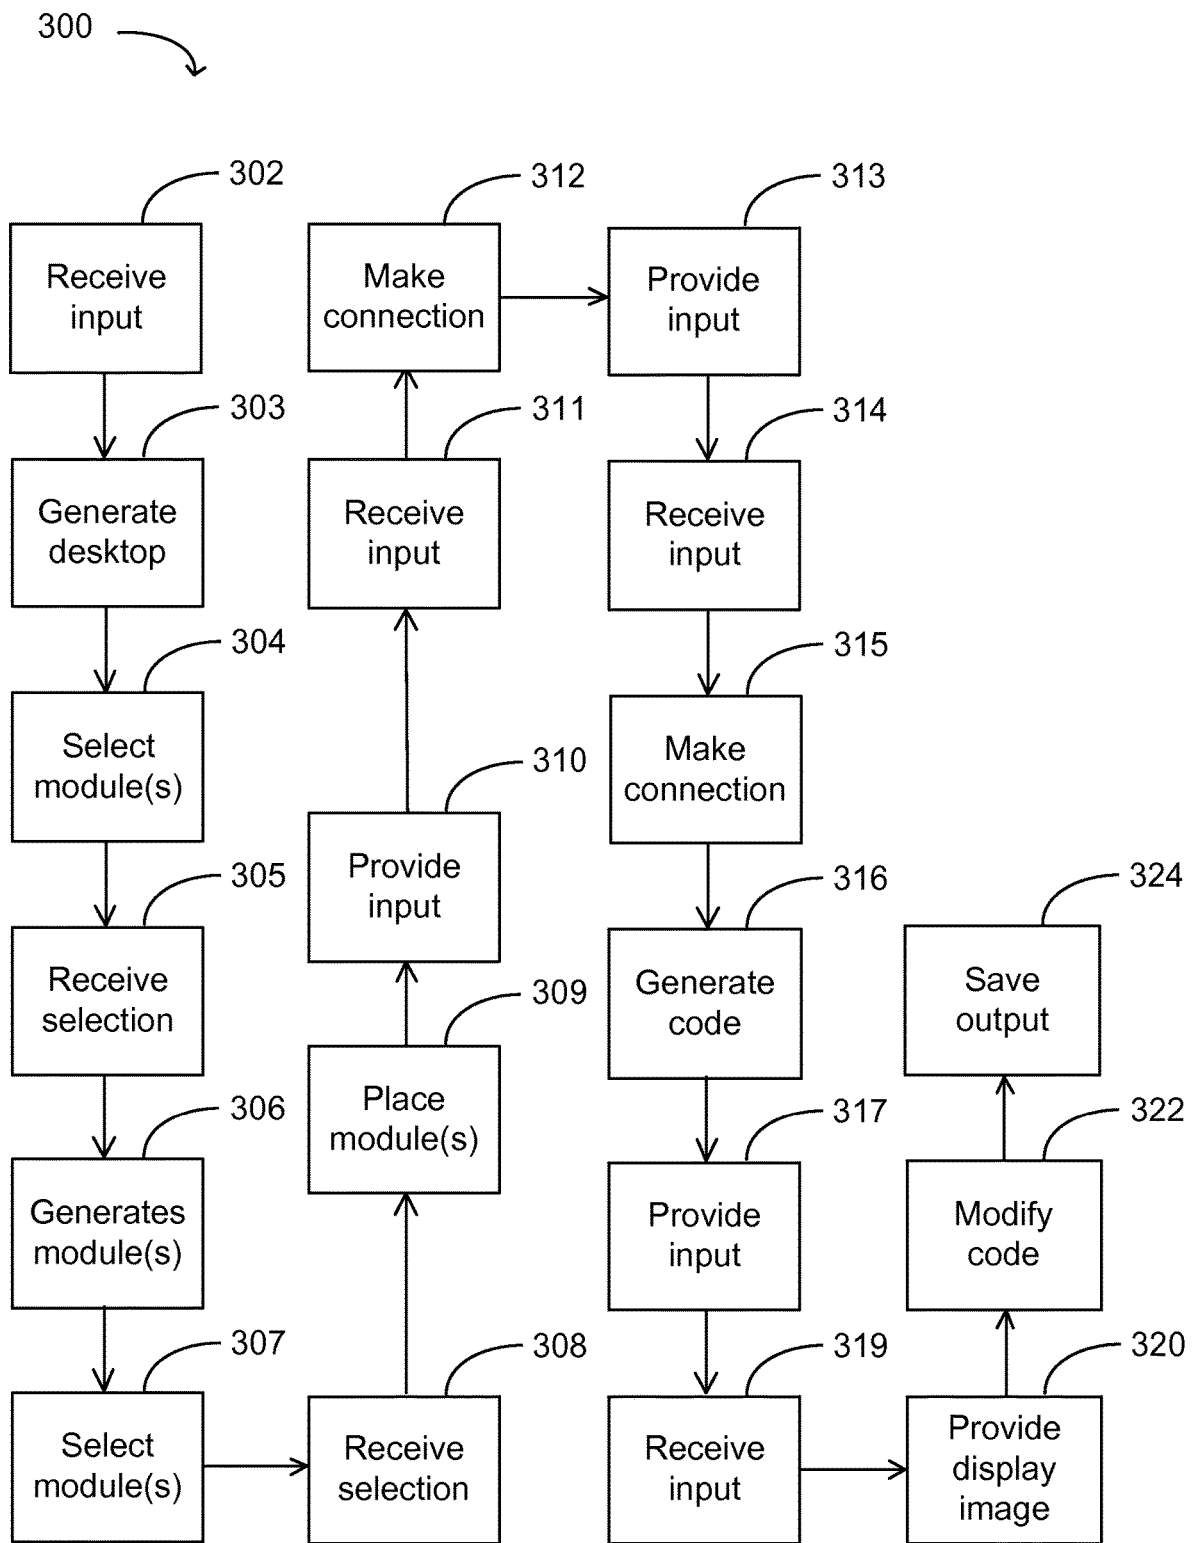 300
302
Receive
input
303
Generate
desktop
304
Select
module(s)
305
Receive
selection
306
Generates
module(s)
307
Select
module(s)
308
Receive
selection
309
Place
module(s)
310
Provide
input
311
Receive
input
312
Make
connection
313
Provide
input
314
Receive
input
315
Make
connection
316
Generate
code
317
Provide
input
319
Receive
input
320
Provide
display
image
322
Modify
code
324
Save
output